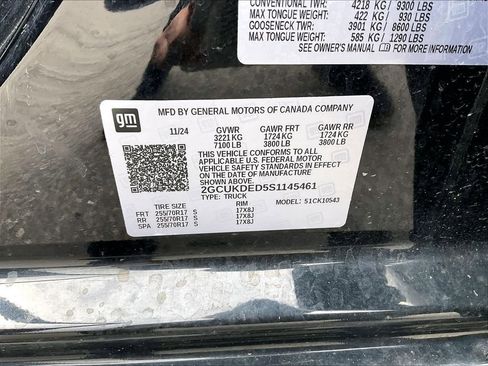 CONVENTIONAL TWR: 4218 KG / 9300 LBS
MAX TONGUE WEIGHT: 422 KG / 930 LBS
GOOSENECK TWR: 3901 KG / 8600 LBS
MAX TONGUE WEIGHT: 585 KG / 1290 LBS
SEE OWNER'S MANUAL FOR MORE INFORMATION
gm
MFD BY GENERAL MOTORS OF CANADA COMPANY
11/24 GVWR GAWR FRT GAWR RR
3221 KG 1724 KG 1724 KG
7100 LB 3800 LB 3800 LB
THIS VEHICLE CONFORMS TO ALL
APPLICABLE U.S. FEDERAL MOTOR
VEHICLE SAFETY AND THEFT
PREVENTION STANDARDS IN EFFECT ON
THE DATE OF MANUFACTURE SHOWN ABOVE.
2GCUKDED5S1145461
TYPE: TRUCK MODEL: 51CK10543
TIRE SIZE RIM
FRT 255/70R17 S 17X8J
RR 255/70R17 S 17X8J
SPA 255/70R17 S 17X8J